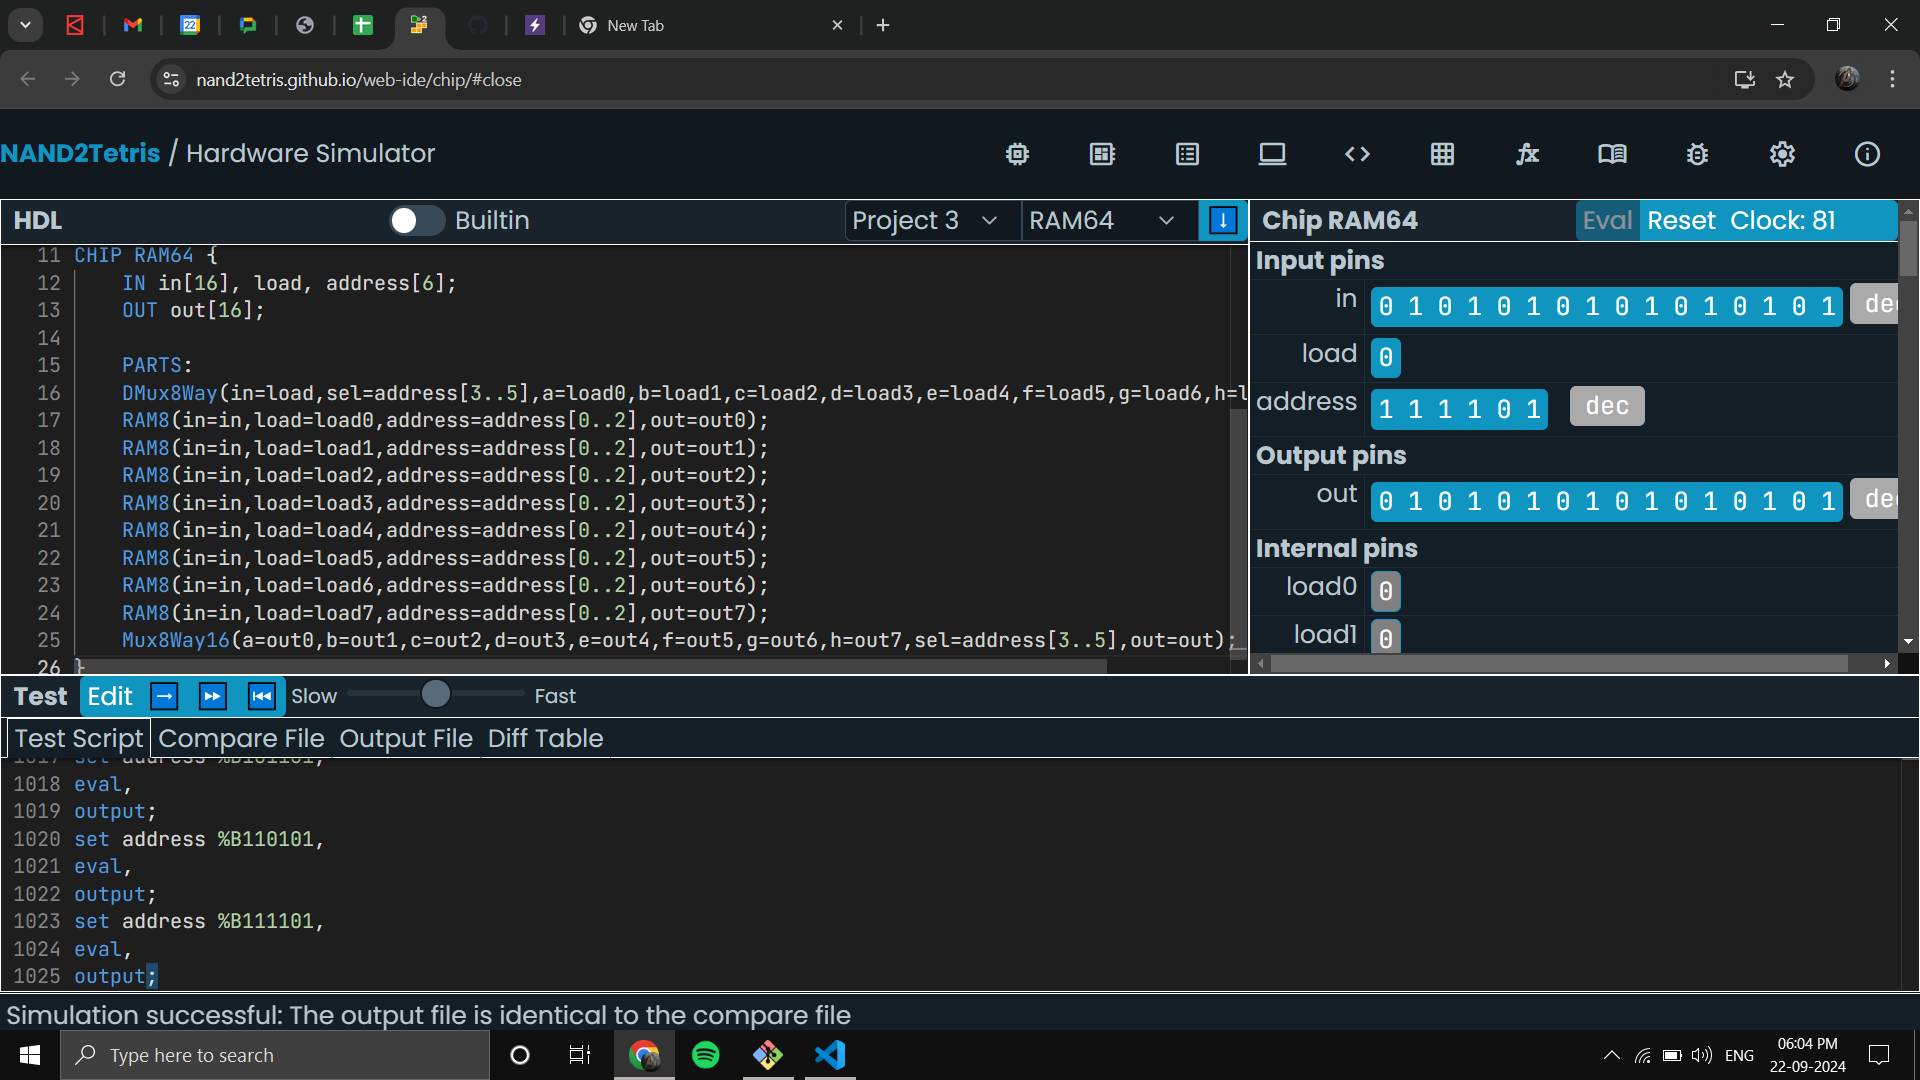 22
2
New Tab
nand2tetris.github.io/web-ide/chip/#close
NAND2Tetris / Hardware Simulator
HDL Builtin Project 3 RAM64
11 CHIP RAM64 {
12 IN in[16], load, address[6];
13 OUT out[16];
14
15 PARTS:
16 DMux8Way(in=load,sel=address[3..5],a=load0,b=load1,c=load2,d=load3,e=load4,f=load5,g=load6,h=l
17 RAM8(in=in,load=load0,address=address[0..2],out=out0);
18 RAM8(in=in,load=load1,address=address[0..2],out=out1);
19 RAM8(in=in,load=load2,address=address[0..2],out=out2);
20 RAM8(in=in,load=load3,address=address[0..2],out=out3);
21 RAM8(in=in,load=load4,address=address[0..2],out=out4);
22 RAM8(in=in,load=load5,address=address[0..2],out=out5);
23 RAM8(in=in,load=load6,address=address[0..2],out=out6);
24 RAM8(in=in,load=load7,address=address[0..2],out=out7);
25 Mux8Way16(a=out0,b=out1,c=out2,d=out3,e=out4,f=out5,g=out6,h=out7,sel=address[3..5],out=out);
26 }
Chip RAM64 Eval Reset Clock: 81
Input pins
in 0 1 0 1 0 1 0 1 0 1 0 1 0 1 0 1 dec
load 0
address 1 1 1 1 0 1 dec
Output pins
out 0 1 0 1 0 1 0 1 0 1 0 1 0 1 0 1 dec
Internal pins
load0 0
load1 0
Test Edit Slow Fast
Test Script Compare File Output File Diff Table
1017 set address %B101101,
1018 eval,
1019 output;
1020 set address %B110101,
1021 eval,
1022 output;
1023 set address %B111101,
1024 eval,
1025 output;
Simulation successful: The output file is identical to the compare file
Type here to search
ENG
06:04 PM
22-09-2024